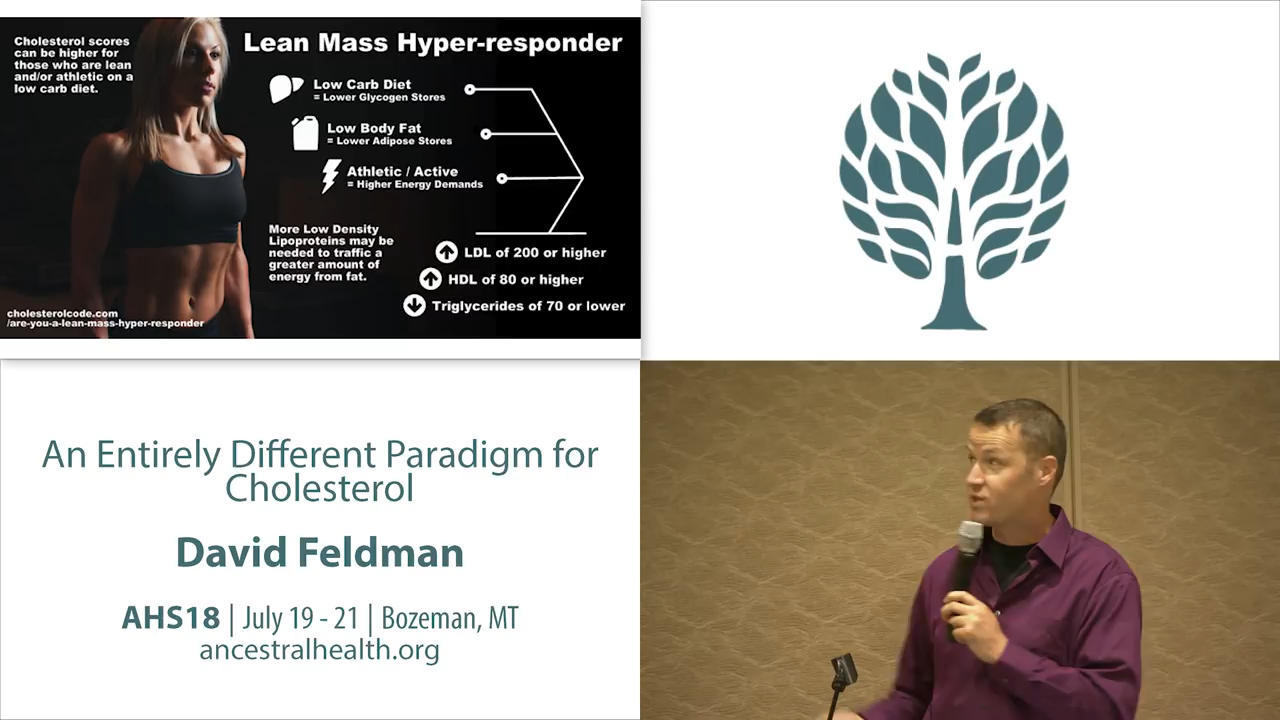 Cholesterol scores
can be higher for
those who are lean
and/or athletic on a
low carb diet.
Lean Mass Hyper-responder
Low Carb Diet
= Lower Glycogen Stores
Low Body Fat
= Lower Adipose Stores
Athletic / Active
= Higher Energy Demands
More Low Density
Lipoproteins may be
needed to traffic a
greater amount of
energy from fat.
LDL of 200 or higher
HDL of 80 or higher
Triglycerides of 70 or lower
cholesterolcode.com
/are-you-a-lean-mass-hyper-responder
An Entirely Different Paradigm for
Cholesterol
David Feldman
AHS18 | July 19 - 21 | Bozeman, MT
ancestralhealth.org